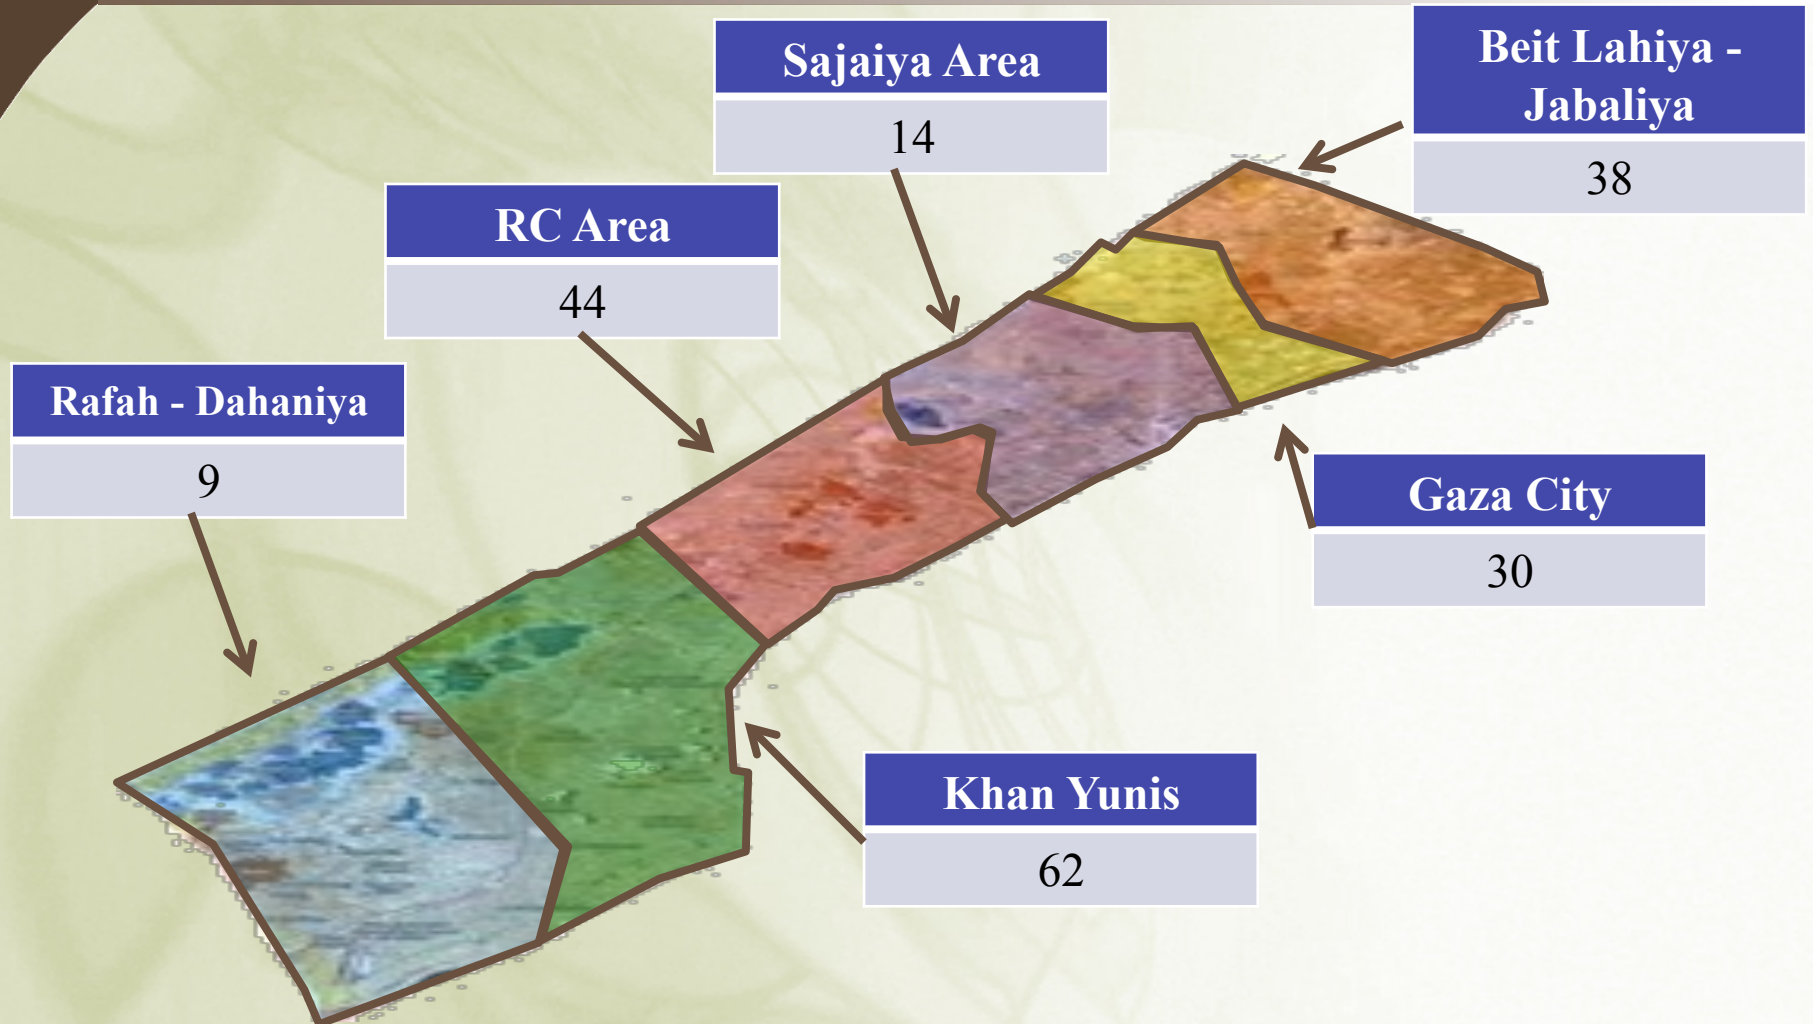 Sajaiya Area
14
Beit Lahiya -
Jabaliya
38
RC Area
44
Rafah - Dahaniya
9
Gaza City
30
Khan Yunis
62